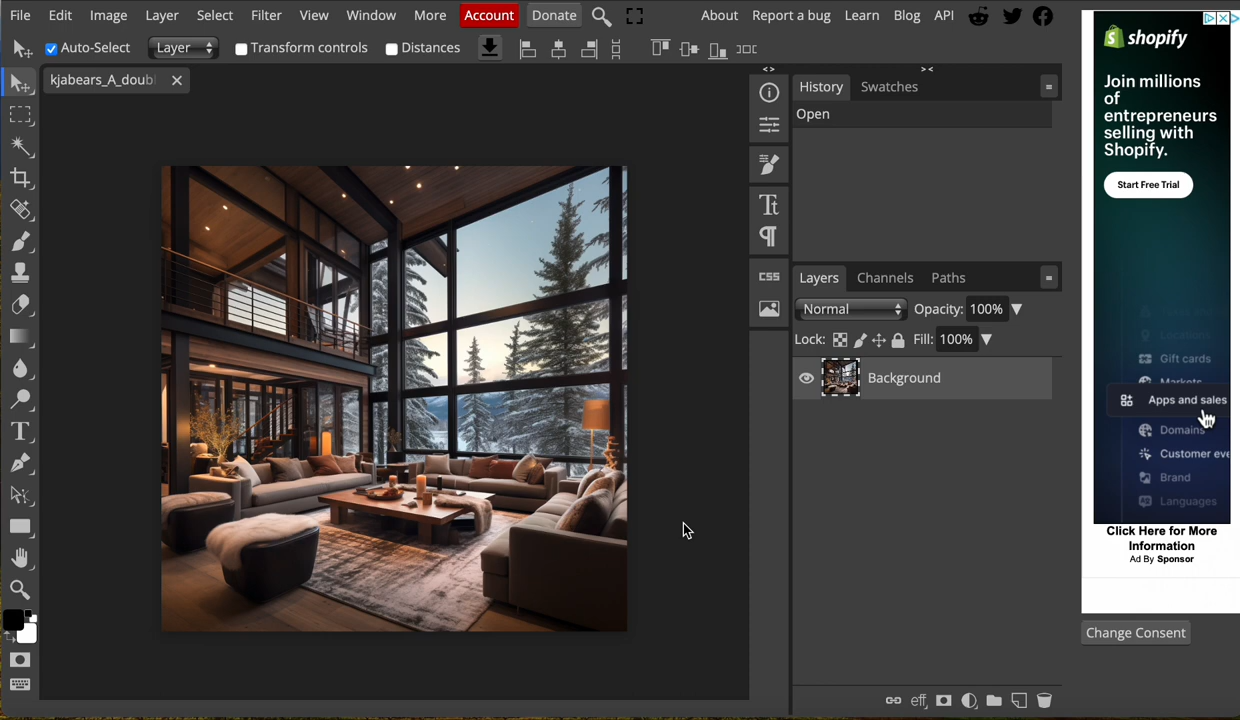 File Edit Image Layer Select Filter View Window More Account Donate About Report a bug Learn Blog API
Auto-Select Layer Transform controls Distances
kjabears_A_doubl
History Swatches
Open
Tt
CSS
Layers Channels Paths
Normal Opacity: 100%
Lock: Fill: 100%
Background
T
eff
shopify
Join millions
of
entrepreneurs
selling with
Shopify.
Start Free Trial
Locations
Gift cards
Markets
Apps and sales
Domains
Customer eve
Brand
Languages
Click Here for More
Information
Ad By Sponsor
Change Consent